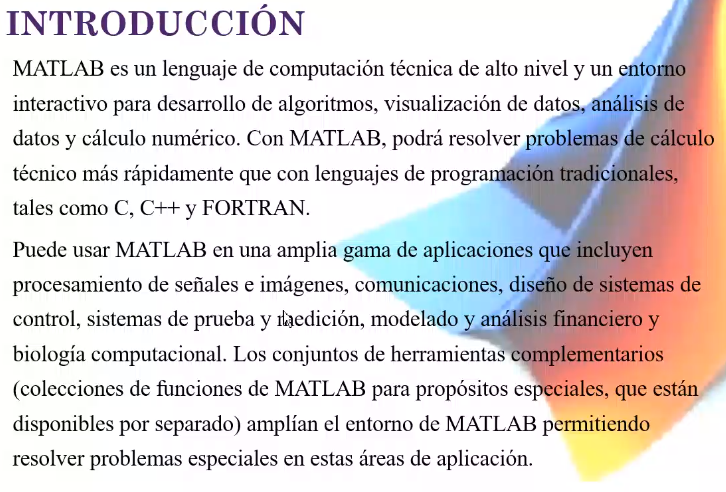 INTRODUCCIÓN
MATLAB es un lenguaje de computación técnica de alto nivel y un entorno
interactivo para desarrollo de algoritmos, visualización de datos, análisis de
datos y cálculo numérico. Con MATLAB, podrá resolver problemas de cálculo
técnico más rápidamente que con lenguajes de programación tradicionales,
tales como C, C++ y FORTRAN.
Puede usar MATLAB en una amplia gama de aplicaciones que incluyen
procesamiento de señales e imágenes, comunicaciones, diseño de sistemas de
control, sistemas de prueba y medición, modelado y análisis financiero y
biología computacional. Los conjuntos de herramientas complementarios
(colecciones de funciones de MATLAB para propósitos especiales, que están
disponibles por separado) amplían el entorno de MATLAB permitiendo
resolver problemas especiales en estas áreas de aplicación.